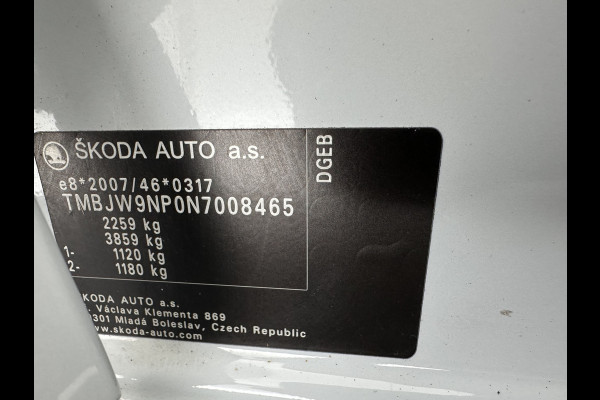 ŠKODA AUTO a.s.
DGEB
e8*2007/46*0317
TMBJW9NP0N7008465
2259 kg
3859 kg
1- 1120 kg
2- 1180 kg
ŠKODA AUTO a.s.
Václava Klementa 869
301 Mladá Boleslav, Czech Republic
www.skoda-auto.com